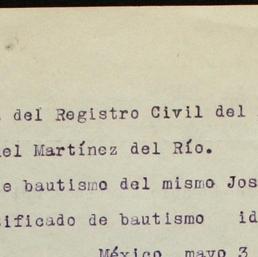 del Registro Civil del
el Martínez del Río.
e bautismo del mismo Jos
ificado de bautismo id
México, mayo 3